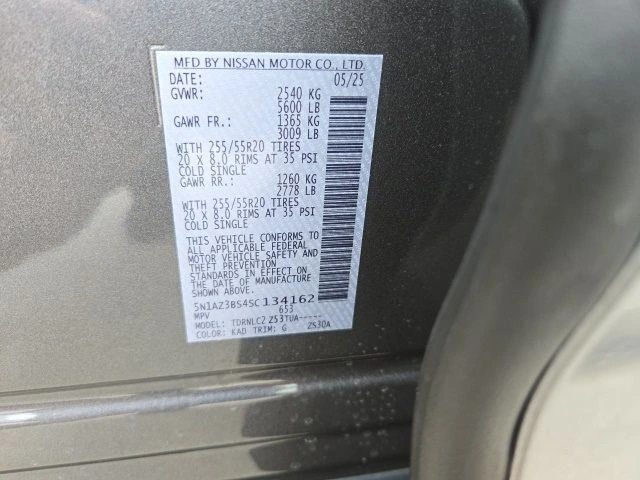 MFD BY NISSAN MOTOR CO., LTD.
DATE: 05/25
GVWR: 2540 KG
5600 LB
GAWR FR.: 1365 KG
3009 LB
WITH 255/55R20 TIRES
20 X 8.0 RIMS AT 35 PSI
COLD SINGLE
GAWR RR.: 1260 KG
2778 LB
WITH 255/55R20 TIRES
20 X 8.0 RIMS AT 35 PSI
COLD SINGLE
THIS VEHICLE CONFORMS TO
ALL APPLICABLE FEDERAL
MOTOR VEHICLE SAFETY AND
THEFT PREVENTION
STANDARDS IN EFFECT ON
THE DATE OF MANUFACTURE
SHOWN ABOVE.
5N1AZ3BS4SC134162
MPV 653
MODEL: TDRNLCZ Z53TUA-----
COLOR: KAD TRIM: G ZS30A